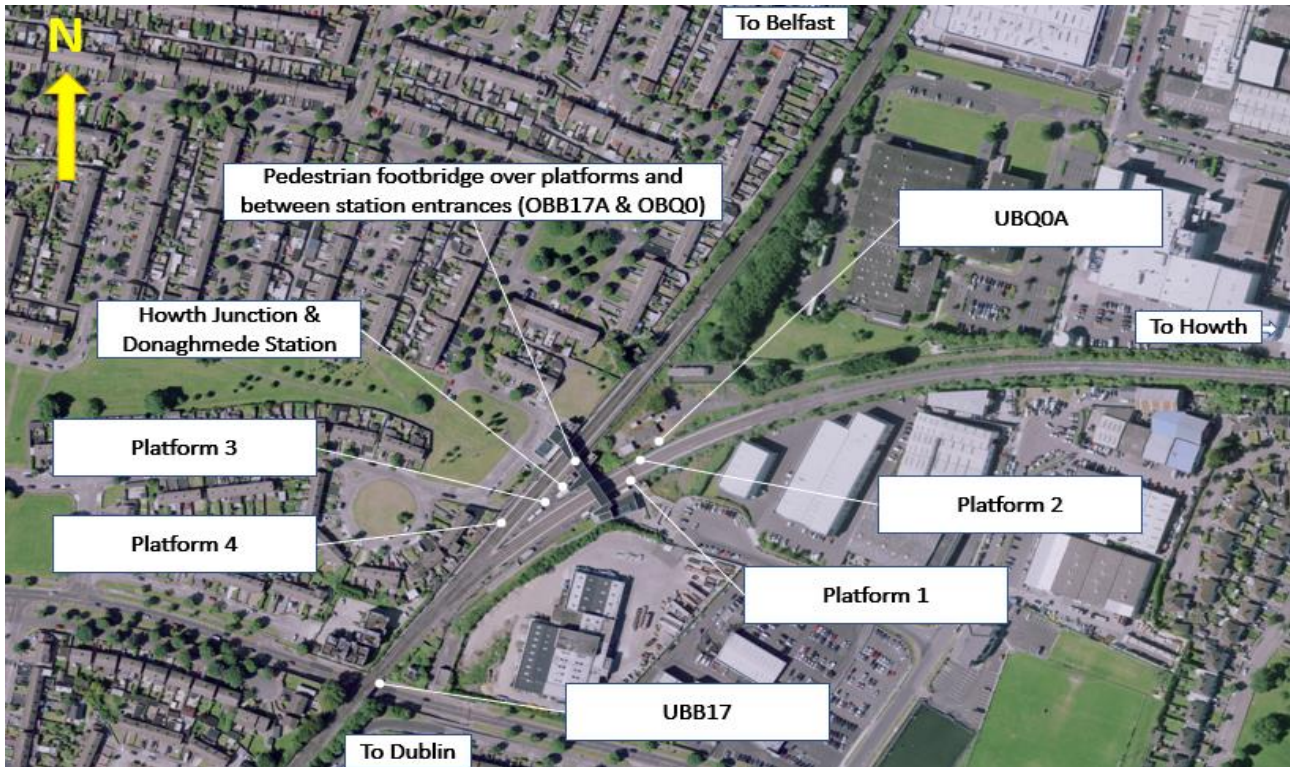 To Belfast
N
Pedestrian footbridge over platforms and
between station entrances (OBB17A & OBQ0)
UBQ0A
Howth Junction &
Donaghmede Station
To Howth
Platform 3
Platform 2
Platform 4
Platform 1
UBB17
To Dublin